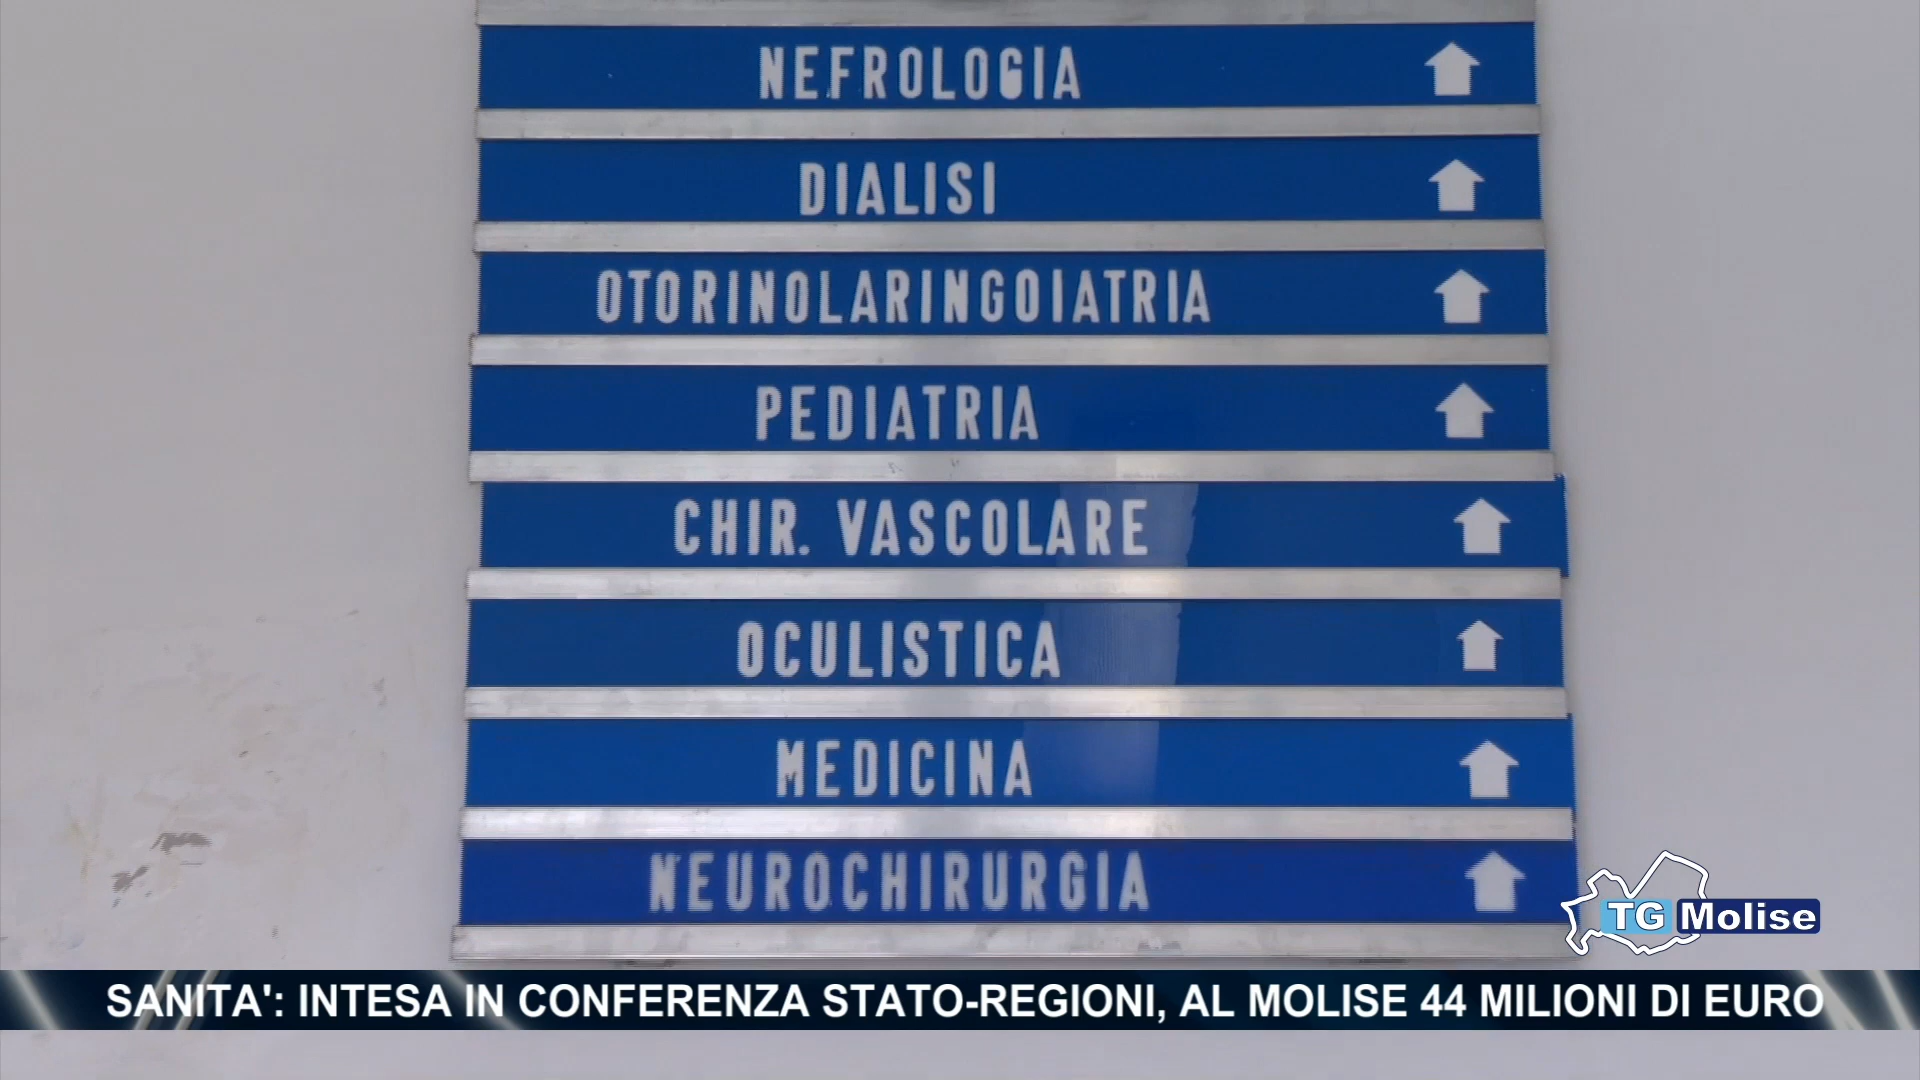 NEFROLOGIA
DIALISI
OTORINOLARINGOIATRIA
PEDIATRIA
CHIR. VASCOLARE
OCULISTICA
MEDICINA
NEUROCHIRURGIA
TG Molise
SANITA': INTESA IN CONFERENZA STATO-REGIONI, AL MOLISE 44 MILIONI DI EURO